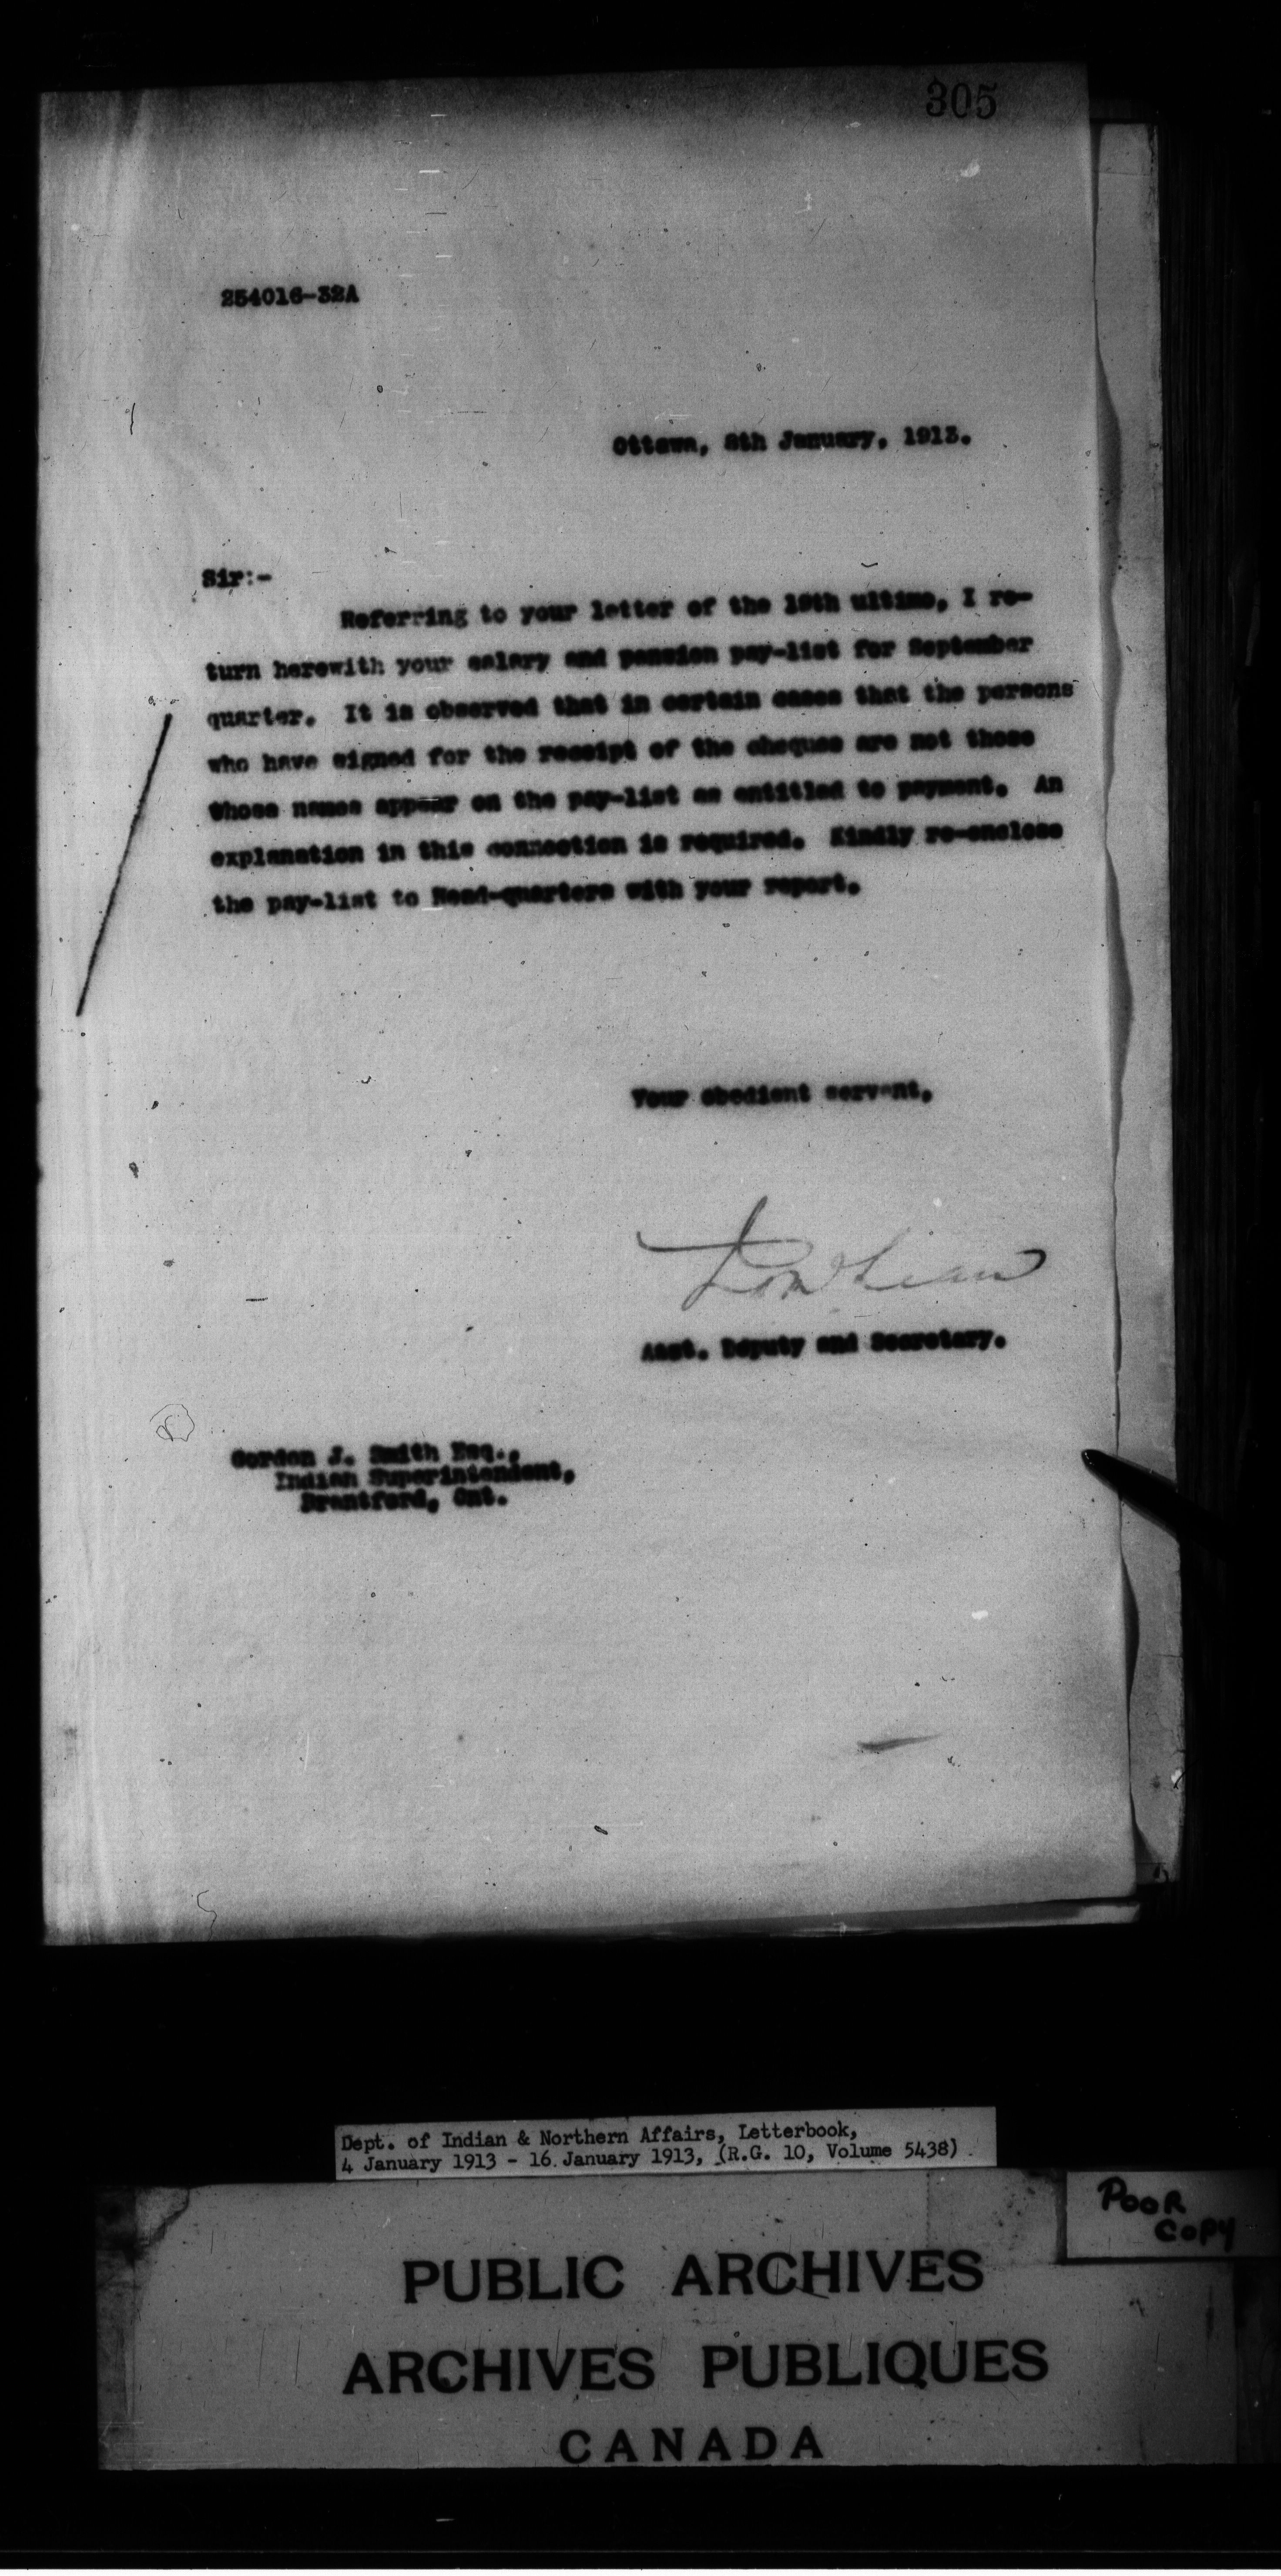 305
254016-32A
Ottawa, 8th January, 1913.
Sir:-
Referring to your letter of the ultimo, I re-
turn herewith your salary and pension pay-list for September
quarter. It is observed that in certain cases that the persons
who have signed for the receipt of the cheques are not those
whose names appear on the pay-list as entitled to payment. An
explanation in this connection is required. Kindly re-enclose
the pay-list to Head-quarters with your report.
Your obedient servant,
Asst. Deputy and Secretary.
Gordon J. Smith Esq.,
Indian Superintendent,
Brantford, Ont.
Dept. of Indian & Northern Affairs, Letterbook,
4 January 1913 - 16 January 1913, (R.G. 10, Volume 5438)
POOR
COPY
PUBLIC ARCHIVES
ARCHIVES PUBLIQUES
CANADA